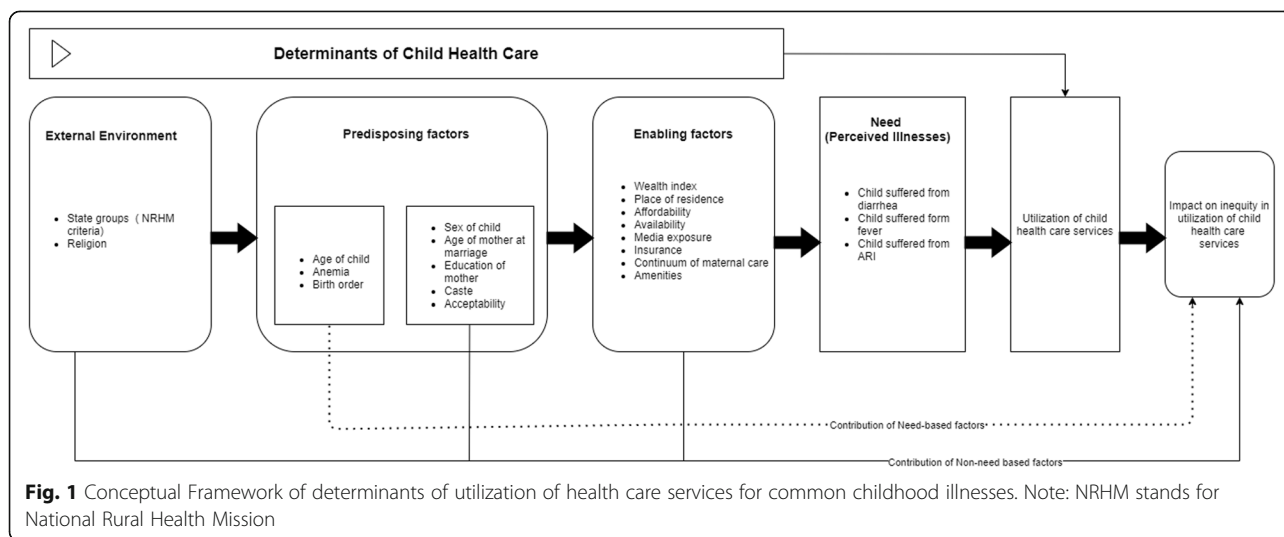 Determinants of Child Health Care
External Environment
State groups ( NRHM
criteria)
Religion
Predisposing factors
Age of child
Anemia
Birth order
Sex of child
Age of mother at
marriage
Education of
mother
Caste
Acceptability
Enabling factors
Wealth index
Place of residence
Affordability
Availability
Media exposure
Insurance
Continuum of maternal care
Amenities
Need
(Perceived Illnesses)
Child suffered from
diarrhea
Child suffered form
fever
Child suffered from
ARI
Utilization of child
health care services
Impact on inequity in
utilization of child
health care
services
Contribution of Need-based factors
Contribution of Non-need based factors
Fig. 1 Conceptual Framework of determinants of utilization of health care services for common childhood illnesses. Note: NRHM stands for
National Rural Health Mission